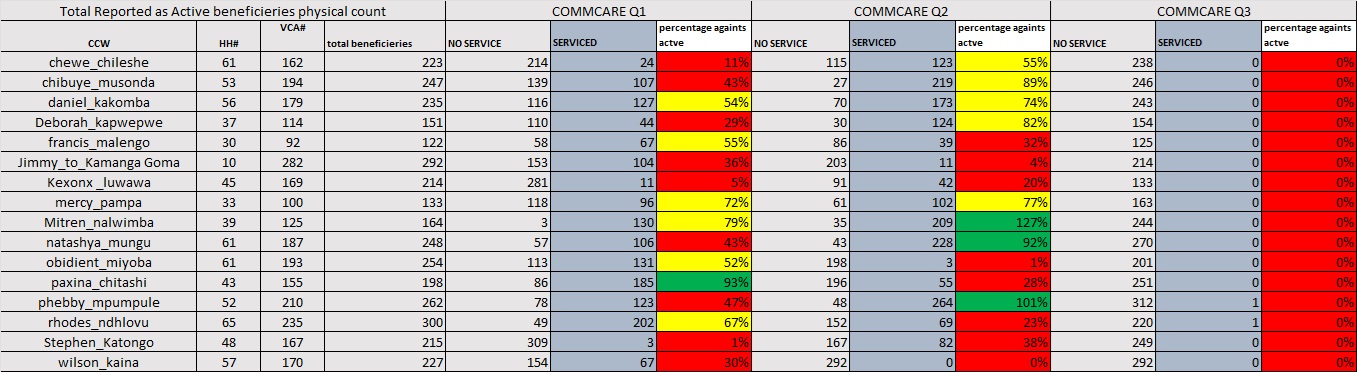 Total Reported as Active beneficieries physical count COMMCARE Q1 COMMCARE Q2 COMMCARE Q3
CCW HH# VCA# total beneficieries NO SERVICE SERVICED percentage againts actve NO SERVICE SERVICED percentage againts actve NO SERVICE SERVICED percentage againts actve
chewe_chileshe 61 162 223 214 24 11% 115 123 55% 238 0 0%
chibuye_musonda 53 194 247 139 107 43% 27 219 89% 246 0 0%
daniel_kakomba 56 179 235 116 127 54% 70 173 74% 243 0 0%
Deborah_kapwepwe 37 114 151 110 44 29% 30 124 82% 154 0 0%
francis_malengo 30 92 122 58 67 55% 86 39 32% 125 0 0%
Jimmy_to_Kamanga Goma 10 282 292 153 104 36% 203 11 4% 214 0 0%
Kexonx _luwawa 45 169 214 281 11 5% 91 42 20% 133 0 0%
mercy_pampa 33 100 133 118 96 72% 61 102 77% 163 0 0%
Mitren_nalwimba 39 125 164 3 130 79% 35 209 127% 244 0 0%
natashya_mungu 61 187 248 57 106 43% 43 228 92% 270 0 0%
obidient_miyoba 61 193 254 113 131 52% 198 3 1% 201 0 0%
paxina_chitashi 43 155 198 86 185 93% 196 55 28% 251 0 0%
phebby_mpumpule 52 210 262 78 123 47% 48 264 101% 312 1 0%
rhodes_ndhlovu 65 235 300 49 202 67% 152 69 23% 220 1 0%
Stephen_Katongo 48 167 215 309 3 1% 167 82 38% 249 0 0%
wilson_kaina 57 170 227 154 67 30% 292 0 0% 292 0 0%